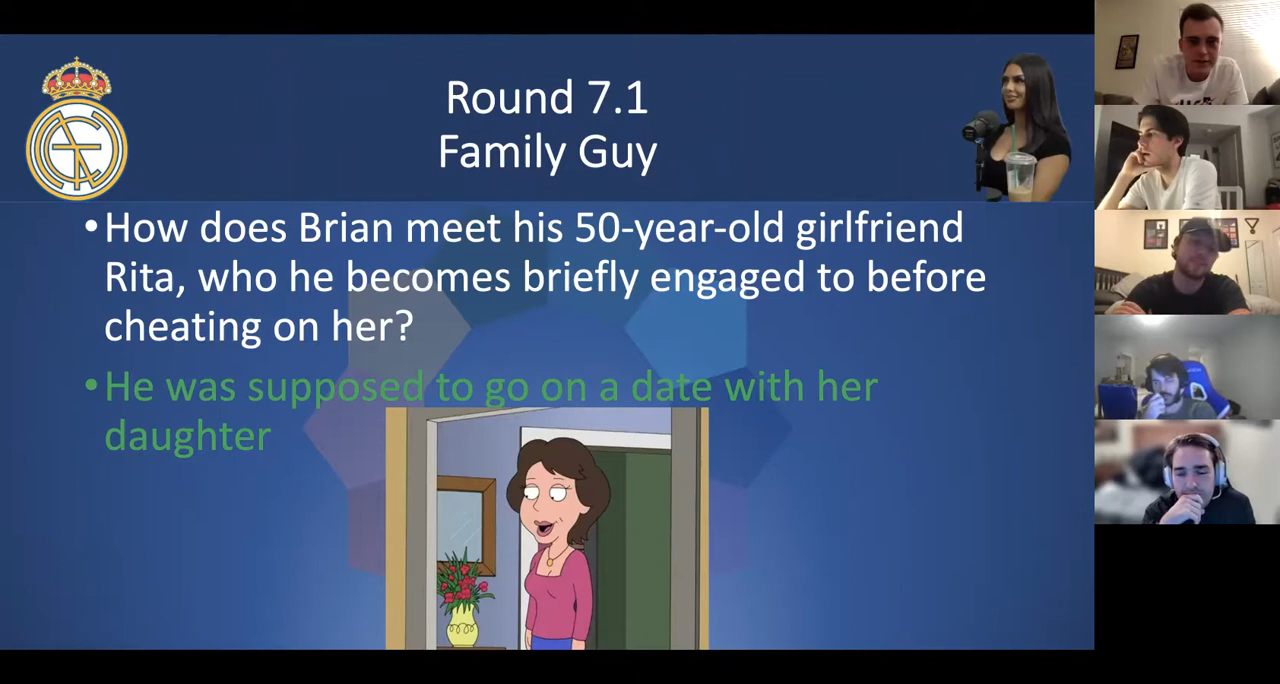 Round 7.1
Family Guy
•How does Brian meet his 50-year-old girlfriend
Rita, who he becomes briefly engaged to before
cheating on her?
•He was supposed to go on a date with her
daughter